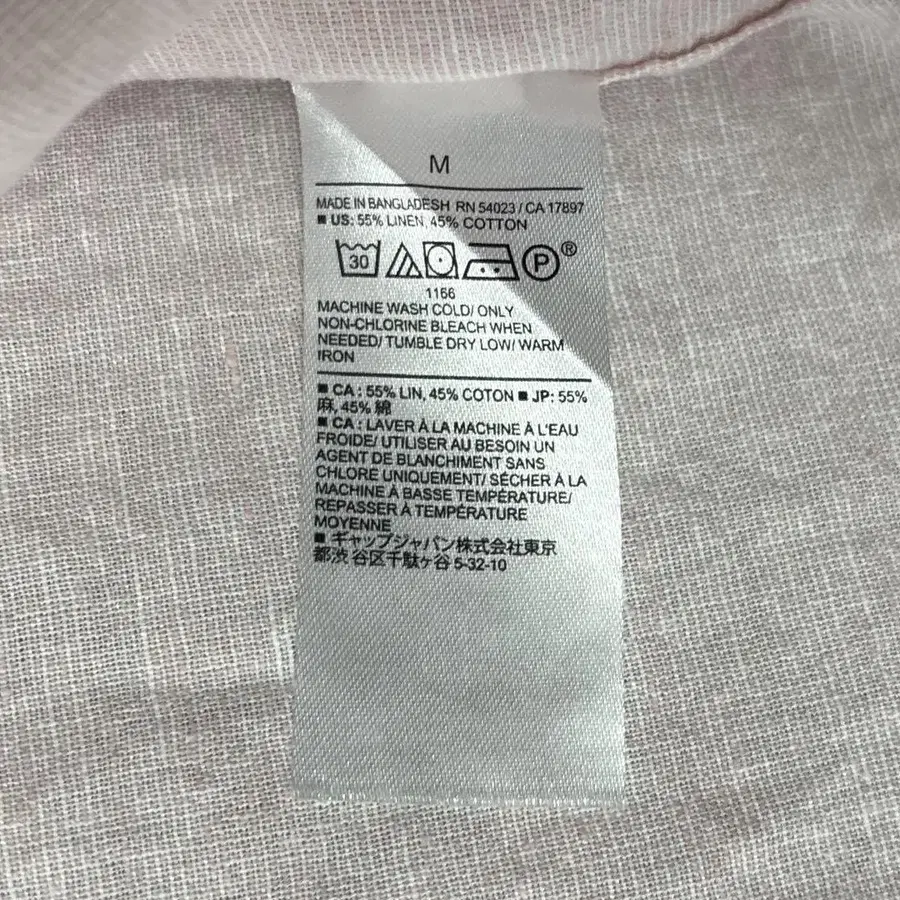 M
MADE IN BANGLADESH RN 54023 / CA 17897
■ US: 55% LINEN, 45% COTTON
30 P ®
1166
MACHINE WASH COLD/ ONLY
NON-CHLORINE BLEACH WHEN
NEEDED/ TUMBLE DRY LOW/ WARM
IRON
■ CA : 55% LIN, 45% COTON ■ JP: 55%
麻, 45% 綿
■ CA : LAVER À LA MACHINE À L'EAU
FROIDE/ UTILISER AU BESOIN UN
AGENT DE BLANCHIMENT SANS
CHLORE UNIQUEMENT/ SÉCHER À LA
MACHINE À BASSE TEMPÉRATURE/
REPASSER À TEMPÉRATURE
MOYENNE
■ ギャップジャパン株式会社東京
都渋 谷区千駄ヶ谷 5-32-10